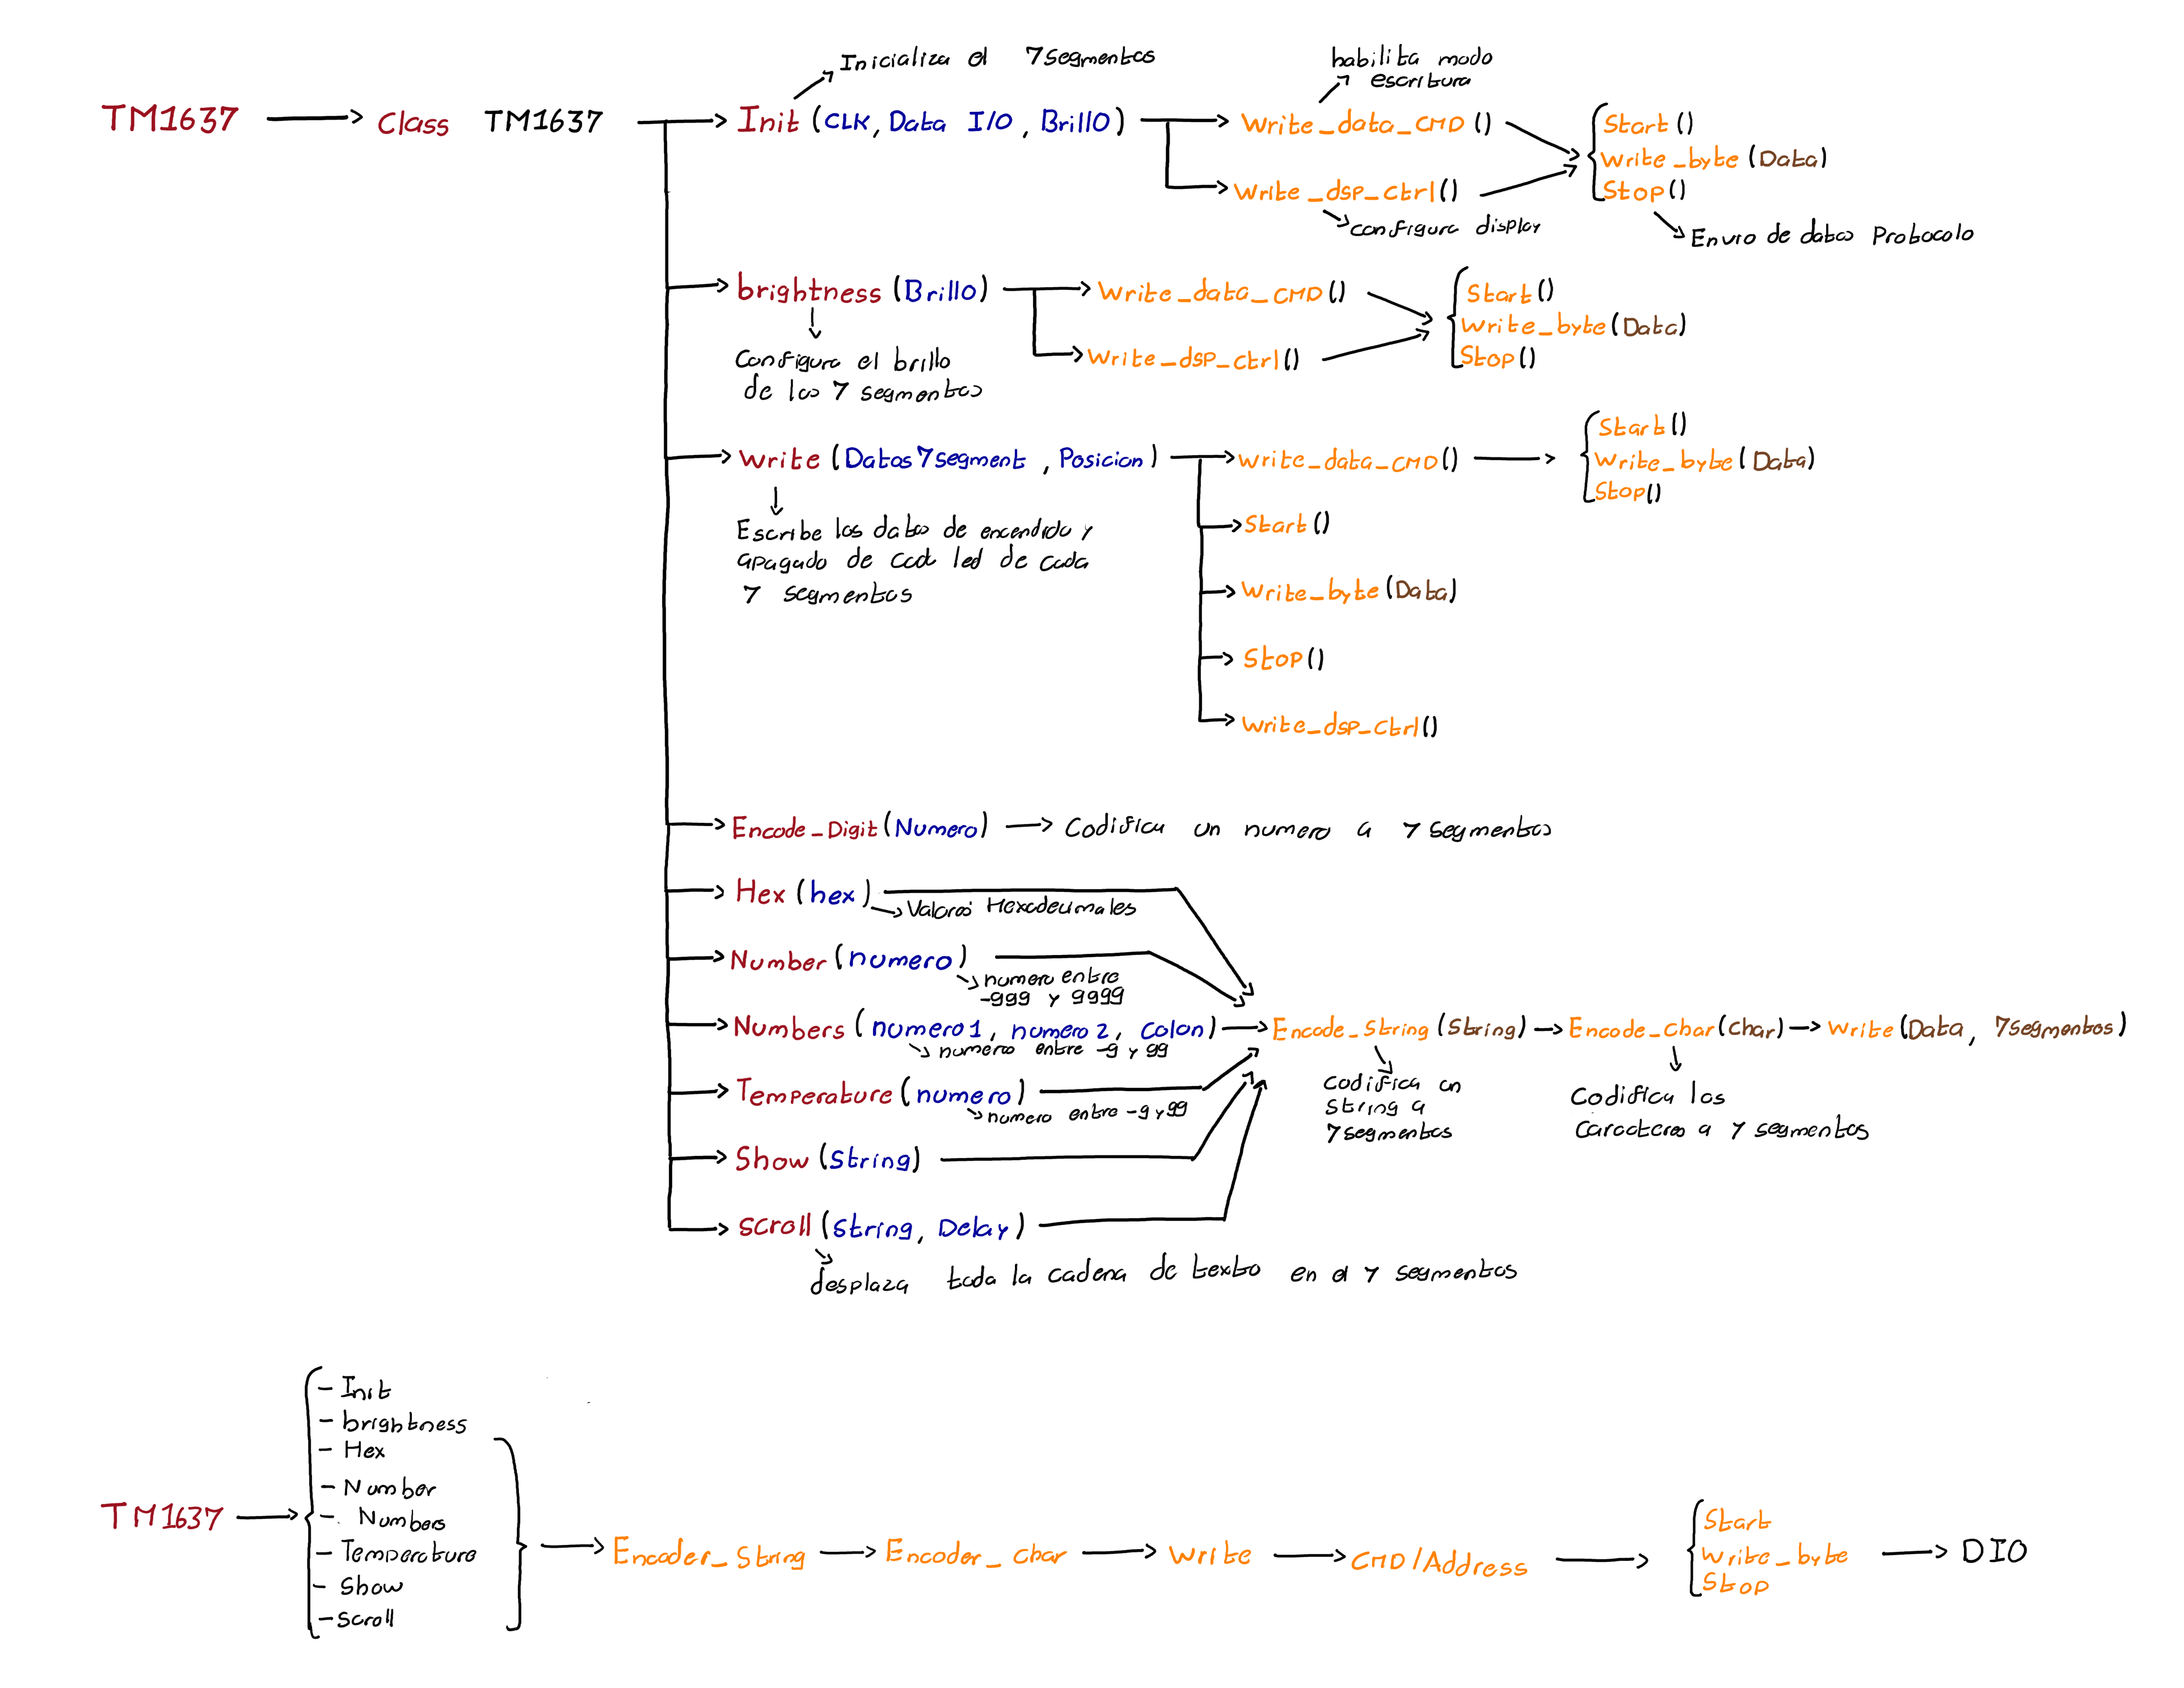 Inicializa el 7segmentos
habilita modo
escritura
TM1637 Class TM1637 Init (CLK, Data I/O, Brillo) Write_data_CMD () Start ()
Write_byte (Data)
Write_dsp_Ctrl() Stop ()
configura display
Envio de datos Protocolo
brightness (Brillo) Write_data_CMD () Start ()
Write_byte (Data)
Configura el brillo Write_dsp_Ctrl() Stop ()
de los 7 segmentos
Start ()
Write (Datos7segment, Posicion) Write_data_CMD() Write_byte (Data)
Stop()
Escribe los datos de encendido y Start ()
apagado de cada led de cada
7 segmentos Write_byte (Data)
Stop ()
Write_dsp_Ctrl()
Encode_Digit (Numero) Codifica un numero a 7 segmentos
Hex (hex) Valores Hexadecimales
Number (numero)
numero entre
-999 y 9999
Numbers (numero1, numero 2, Colon) Encode_String (String) Encode_Char (Char) Write (Data, 7segmentos)
numeros entre -9 y 99
Temperature (numero) Codifica un Codifica los
numero entre -9 y 99 String a Caracteres a 7 segmentos
7segmentos
Show (String)
Scroll (String, Delay)
desplaza toda la cadena de texto en el 7 segmentos
- Init
- brightness
- Hex
- Number
TM1637 - Numbers Start
- Temperature Encoder_String Encoder_Char Write CMD/Address Write_byte DIO
- Show Stop
- Scroll